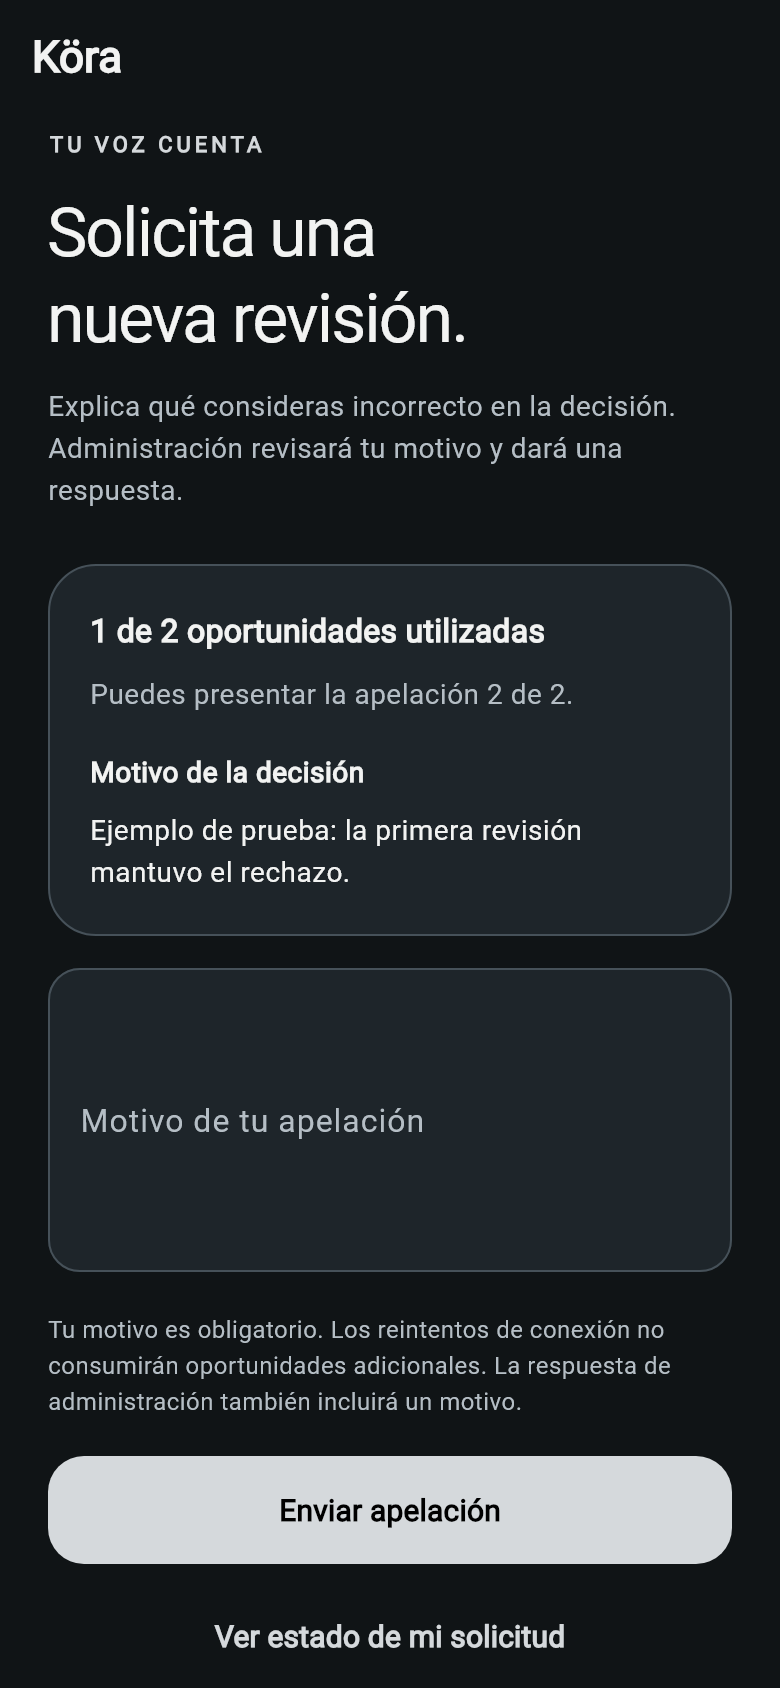 Köra
TU VOZ CUENTA
Solicita una
nueva revisión.
Explica qué consideras incorrecto en la decisión.
Administración revisará tu motivo y dará una
respuesta.
1 de 2 oportunidades utilizadas
Puedes presentar la apelación 2 de 2.
Motivo de la decisión
Ejemplo de prueba: la primera revisión
mantuvo el rechazo.
Motivo de tu apelación
Tu motivo es obligatorio. Los reintentos de conexión no
consumirán oportunidades adicionales. La respuesta de
administración también incluirá un motivo.
Enviar apelación
Ver estado de mi solicitud